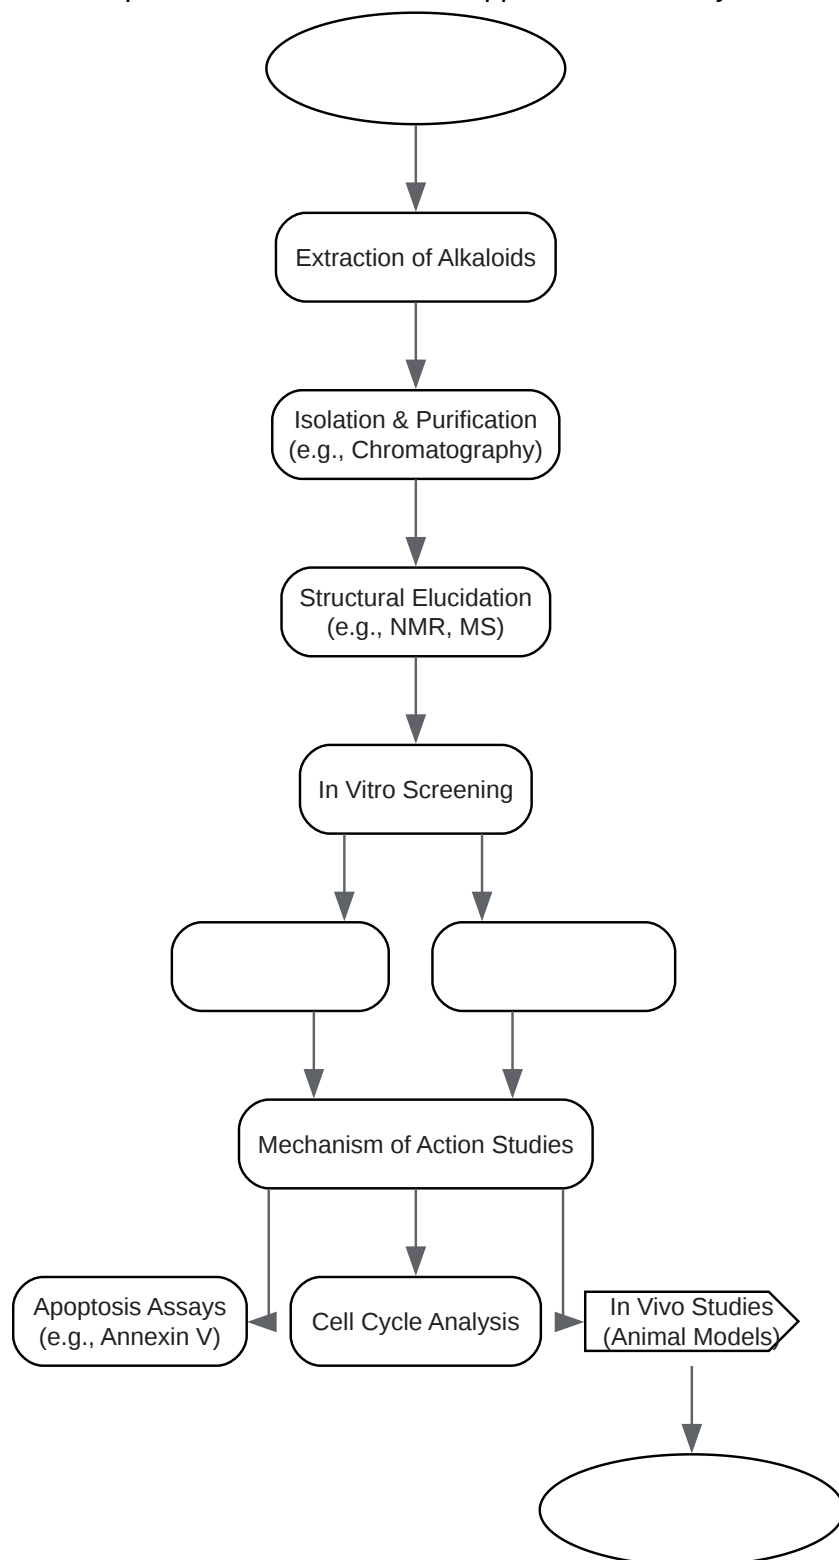 Extraction of Alkaloids
Isolation & Purification
(e.g., Chromatography)
Structural Elucidation
(e.g., NMR, MS)
In Vitro Screening
Mechanism of Action Studies
Apoptosis Assays
(e.g., Annexin V)
Cell Cycle Analysis
In Vivo Studies
(Animal Models)